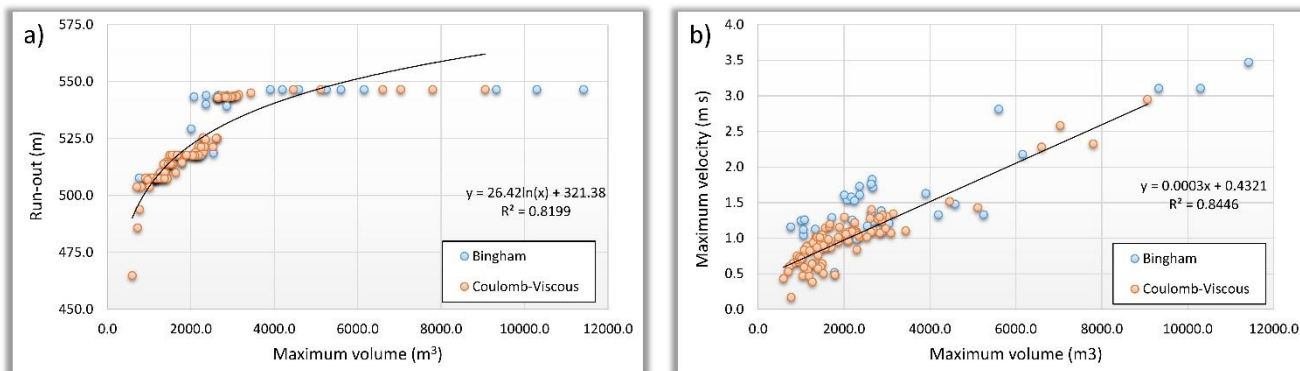 a)
575.0
550.0
525.0
500.0
475.0
450.0
Run-out (m)
0.0 2000.0 4000.0 6000.0 8000.0 10000.0 12000.0
Maximum volume (m³)
y = 26.42ln(x) + 321.38
R² = 0.8199
Bingham
Coulomb-Viscous
b)
4.0
3.5
3.0
2.5
2.0
1.5
1.0
0.5
0.0
Maximum velocity (m s)
0.0 2000.0 4000.0 6000.0 8000.0 10000.0 12000.0
Maximum volume (m3)
y = 0.0003x + 0.4321
R² = 0.8446
Bingham
Coulomb-Viscous